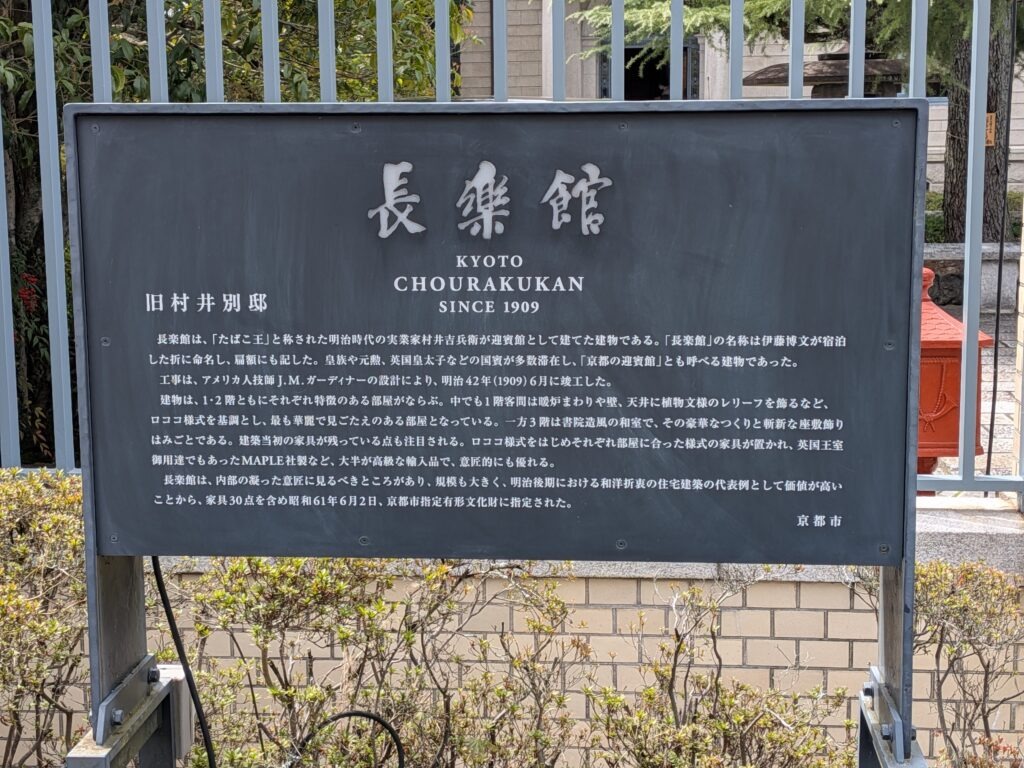 長楽館
KYOTO
CHOURAKUKAN
SINCE 1909
旧村井別邸
長楽館は、「たばこ王」と称された明治時代の実業家村井吉兵衛が迎賓館として建てた建物である。「長楽館」の名称は伊藤博文が宿泊
した折に命名し、扁額にも記した。皇族や元勲、英国皇太子などの国賓が多数滞在し、「京都の迎賓館」とも呼べる建物であった。
工事は、アメリカ人技師J.M.ガーディナーの設計により、明治42年(1909)6月に竣工した。
建物は、1・2階ともにそれぞれ特徴のある部屋がならぶ。中でも1階客間は暖炉まわりや壁、天井に植物文様のレリーフを飾るなど、
ロココ様式を基調とし、最も華麗で見ごたえのある部屋となっている。一方3階は書院造風の和室で、その豪華なつくりと斬新な座敷飾り
はみごとである。建築当初の家具が残っている点も注目される。ロココ様式をはじめそれぞれ部屋に合った様式の家具が置かれ、英国王室
御用達でもあったMAPLE社製など、大半が高級な輸入品で、意匠的にも優れる。
長楽館は、内部の凝った意匠に見るべきところがあり、規模も大きく、明治後期における和洋折衷の住宅建築の代表例として価値が高い
ことから、家具30点を含め昭和61年6月2日、京都市指定有形文化財に指定された。
京都市